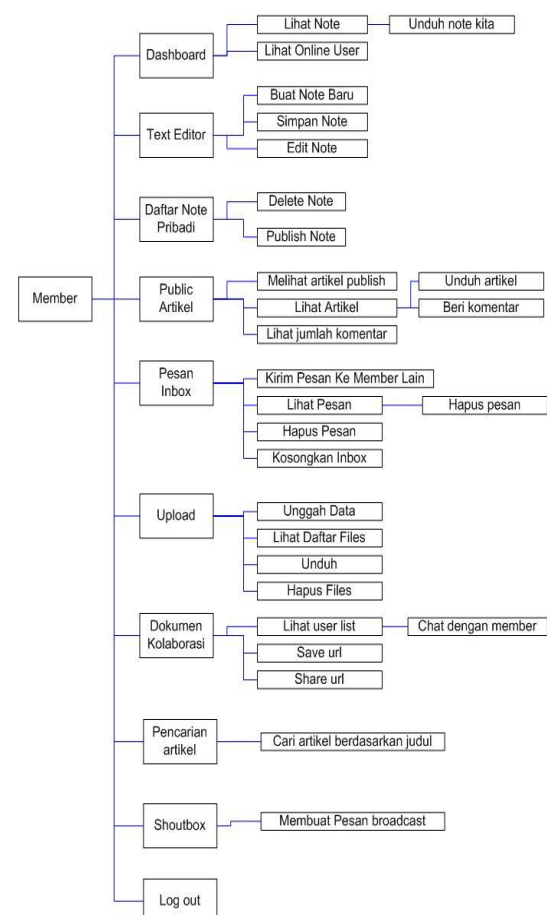 Lihat Note
Unduh note kita
Dashboard
Lihat Online User
Buat Note Baru
Text Editor
Simpan Note
Edit Note
Delete Note
Daftar Note
Pribadi
Publish Note
Member
Public
Artikel
Melihat artikel publish
Unduh artikel
Lihat Artikel
Beri komentar
Lihat jumlah komentar
Pesan
Inbox
Kirim Pesan Ke Member Lain
Lihat Pesan
Hapus pesan
Hapus Pesan
Kosongkan Inbox
Upload
Unggah Data
Lihat Daftar Files
Unduh
Hapus Files
Dokumen
Kolaborasi
Lihat user list
Chat dengan member
Save url
Share url
Pencarian
artikel
Cari artikel berdasarkan judul
Shoutbox
Membuat Pesan broadcast
Log out